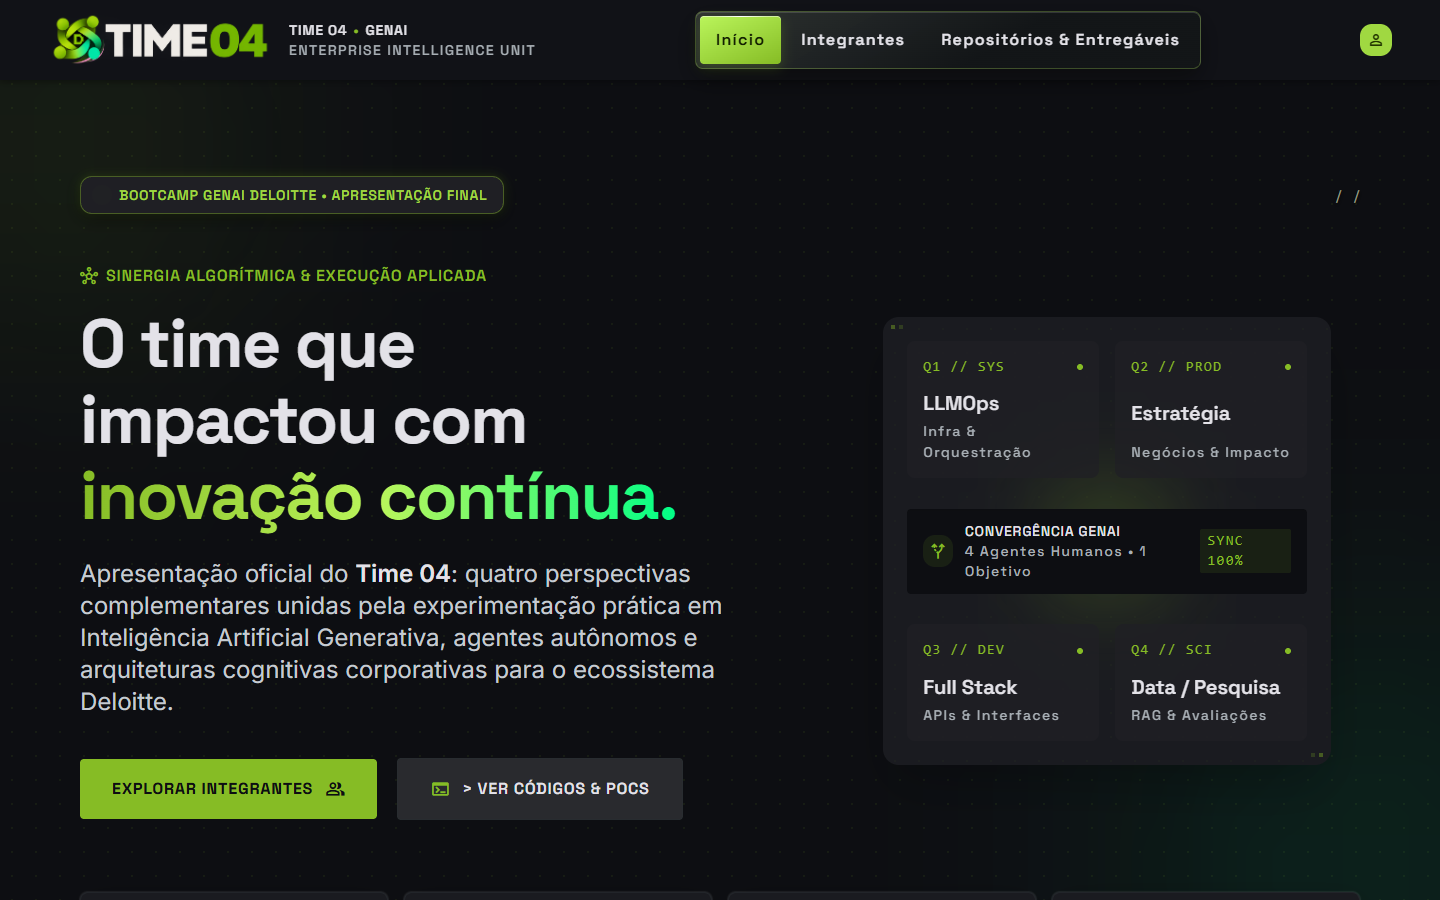 TIME04
TIME 04 • GENAI
ENTERPRISE INTELLIGENCE UNIT
Início
Integrantes
Repositórios & Entregáveis
BOOTCAMP GENAI DELOITTE • APRESENTAÇÃO FINAL
/ /
SINERGIA ALGORÍTMICA & EXECUÇÃO APLICADA
O time que
impactou com
inovação contínua.
Apresentação oficial do Time 04: quatro perspectivas
complementares unidas pela experimentação prática em
Inteligência Artificial Generativa, agentes autônomos e
arquiteturas cognitivas corporativas para o ecossistema
Deloitte.
EXPLORAR INTEGRANTES
> VER CÓDIGOS & POCS
Q1 // SYS
LLMOps
Infra &
Orquestração
Q2 // PROD
Estratégia
Negócios & Impacto
CONVERGÊNCIA GENAI
4 Agentes Humanos • 1
Objetivo
SYNC
100%
Q3 // DEV
Full Stack
APIs & Interfaces
Q4 // SCI
Data / Pesquisa
RAG & Avaliações